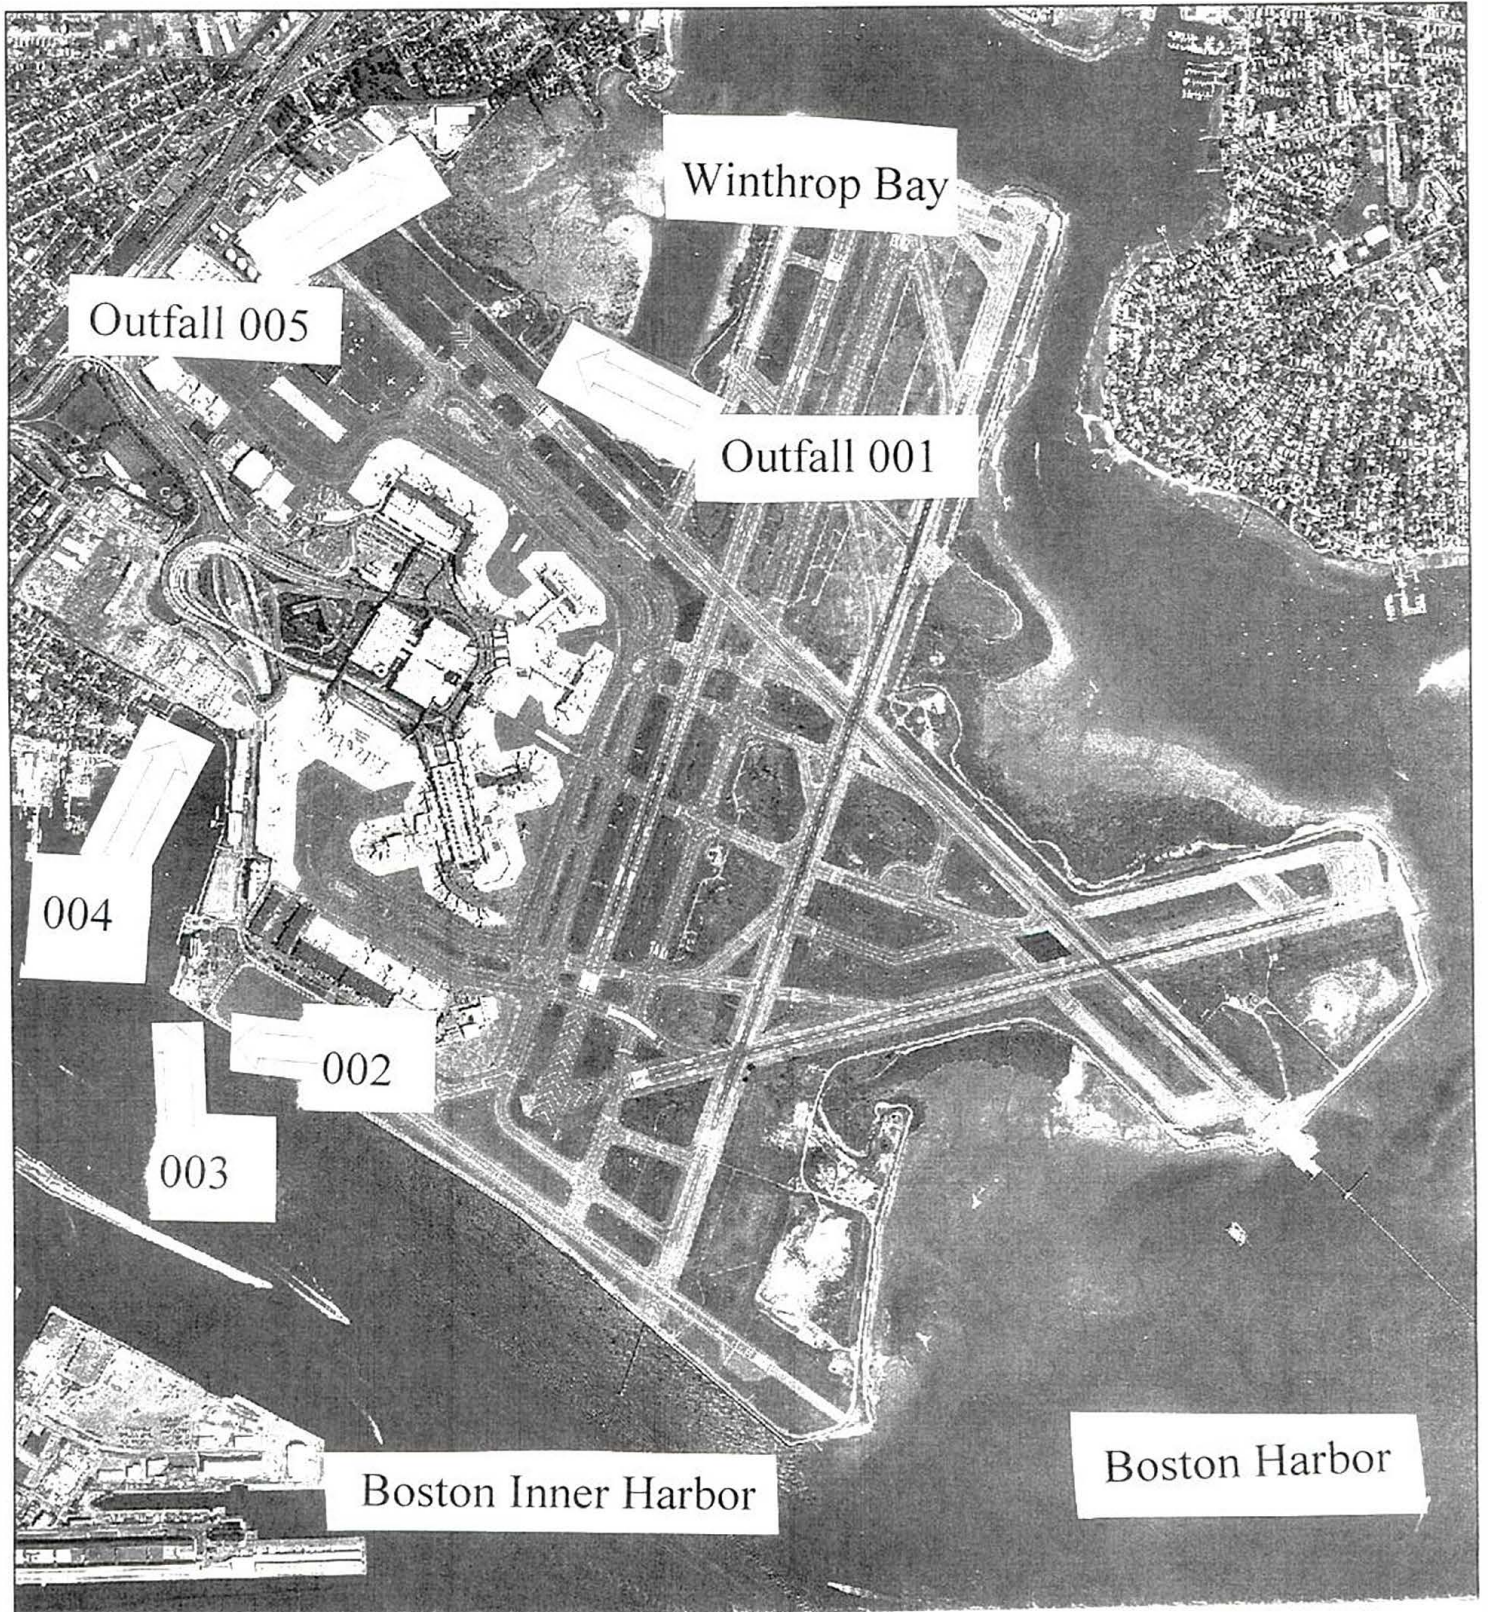 Winthrop Bay
Outfall 005
Outfall 001
004
002
003
Boston Inner Harbor
Boston Harbor